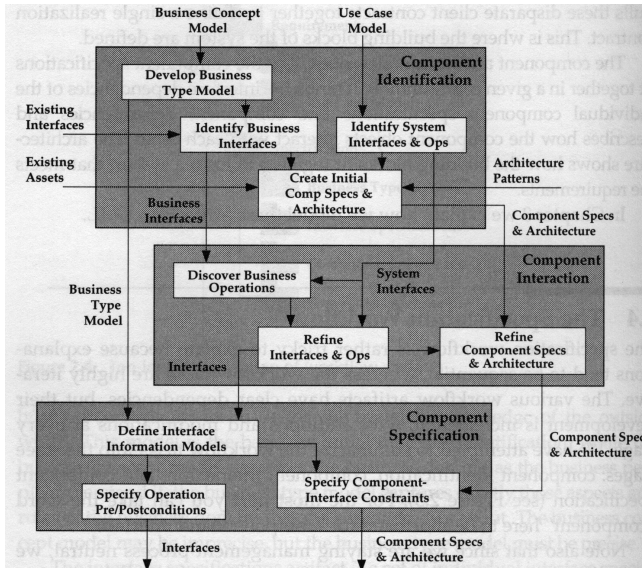 Business Concept
Model
Use Case
Model
Component
Identification
Develop Business
Type Model
Existing
Interfaces
Identify Business
Interfaces
Identify System
Interfaces & Ops
Existing
Assets
Create Initial
Comp Specs &
Architecture
Architecture
Patterns
Business
Interfaces
Component Specs
& Architecture
Component
Interaction
Discover Business
Operations
System
Interfaces
Business
Type
Model
Refine
Interfaces & Ops
Refine
Component Specs
& Architecture
Interfaces
Component
Specification
Define Interface
Information Models
Component Spec
& Architecture
Specify Operation
Pre/Postconditions
Specify Component-
Interface Constraints
Interfaces
Component Specs
& Architecture